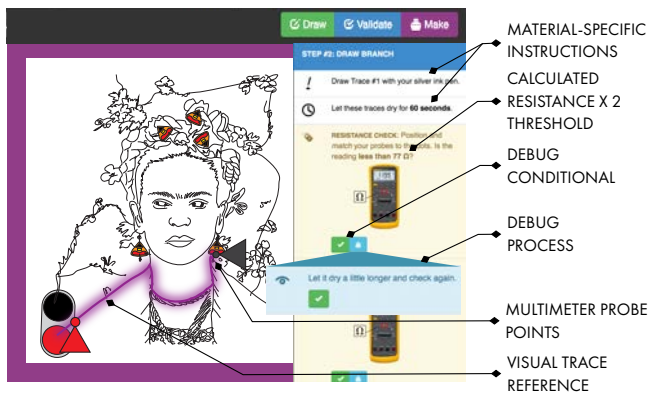 Draw
Validate
Make
STEP #2: DRAW BRANCH
Draw Trace #1 with your silver ink pen.
Let these traces dry for 60 seconds.
RESISTANCE CHECK: Position and
match your probes to the dots. Is the
reading less than 77 Ω?
Ω
Let it dry a little longer and check again.
Ω
MATERIAL-SPECIFIC
INSTRUCTIONS
CALCULATED
RESISTANCE X 2
THRESHOLD
DEBUG
CONDITIONAL
DEBUG
PROCESS
MULTIMETER PROBE
POINTS
VISUAL TRACE
REFERENCE